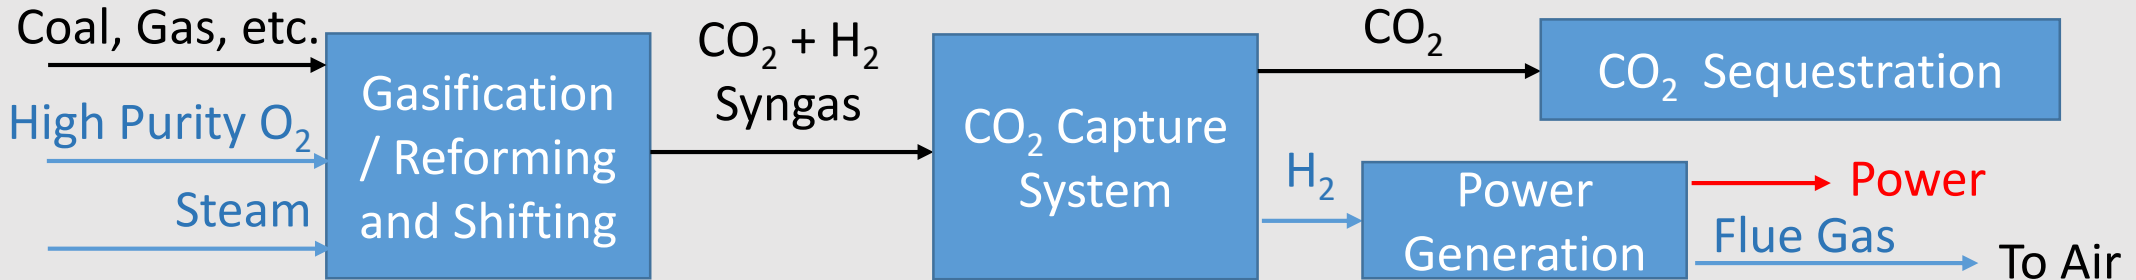 Coal, Gas, etc.
High Purity O₂
Steam
Gasification
/ Reforming
and Shifting
CO₂ + H₂
Syngas
CO₂ Capture
System
CO₂
CO₂ Sequestration
H₂
Power
Generation
Power
Flue Gas
To Air